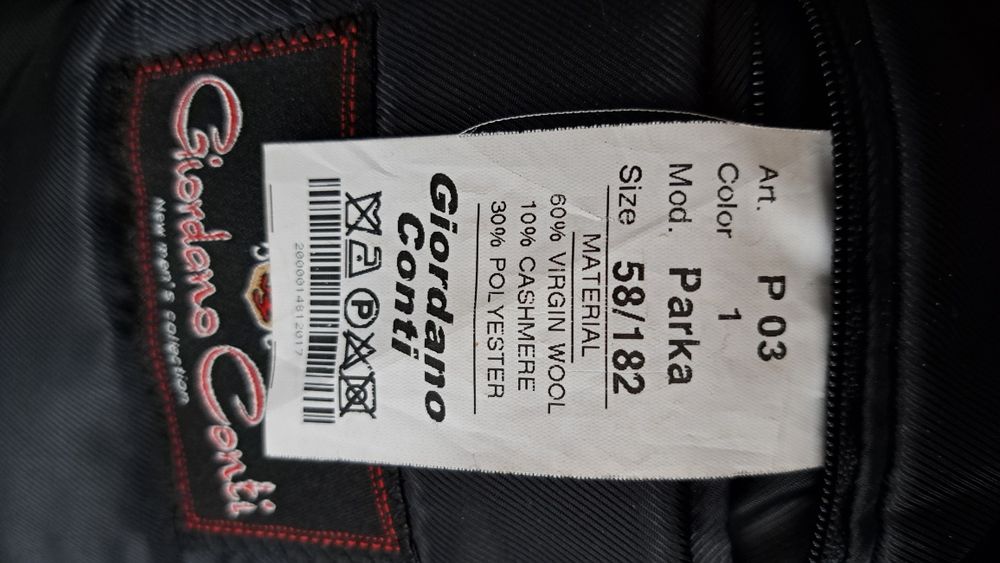 Art. P 03
Color 1
Mod. Parka
Size 58/182
MATERIAL
60% VIRGIN WOOL
10% CASHMERE
30% POLYESTER
Giordano
Conti
P
2000014612017
Giordano Conti
New men's collection